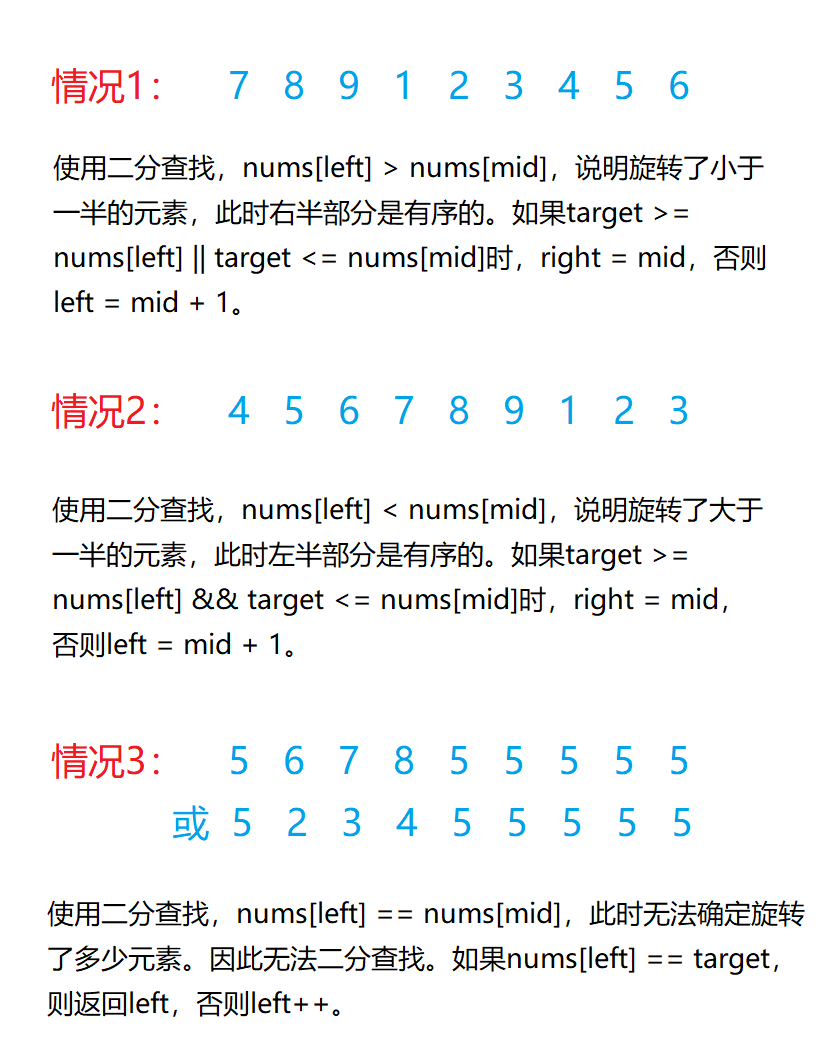 情况1： 7 8 9 1 2 3 4 5 6
使用二分查找，nums[left] > nums[mid]，说明旋转了小于
一半的元素，此时右半部分是有序的。如果target >=
nums[left] || target <= nums[mid]时，right = mid，否则
left = mid + 1。
情况2： 4 5 6 7 8 9 1 2 3
使用二分查找，nums[left] < nums[mid]，说明旋转了大于
一半的元素，此时左半部分是有序的。如果target >=
nums[left] && target <= nums[mid]时，right = mid，
否则left = mid + 1。
情况3： 5 6 7 8 5 5 5 5 5
或 5 2 3 4 5 5 5 5 5
使用二分查找，nums[left] == nums[mid]，此时无法确定旋转
了多少元素。因此无法二分查找。如果nums[left] == target，
则返回left，否则left++。